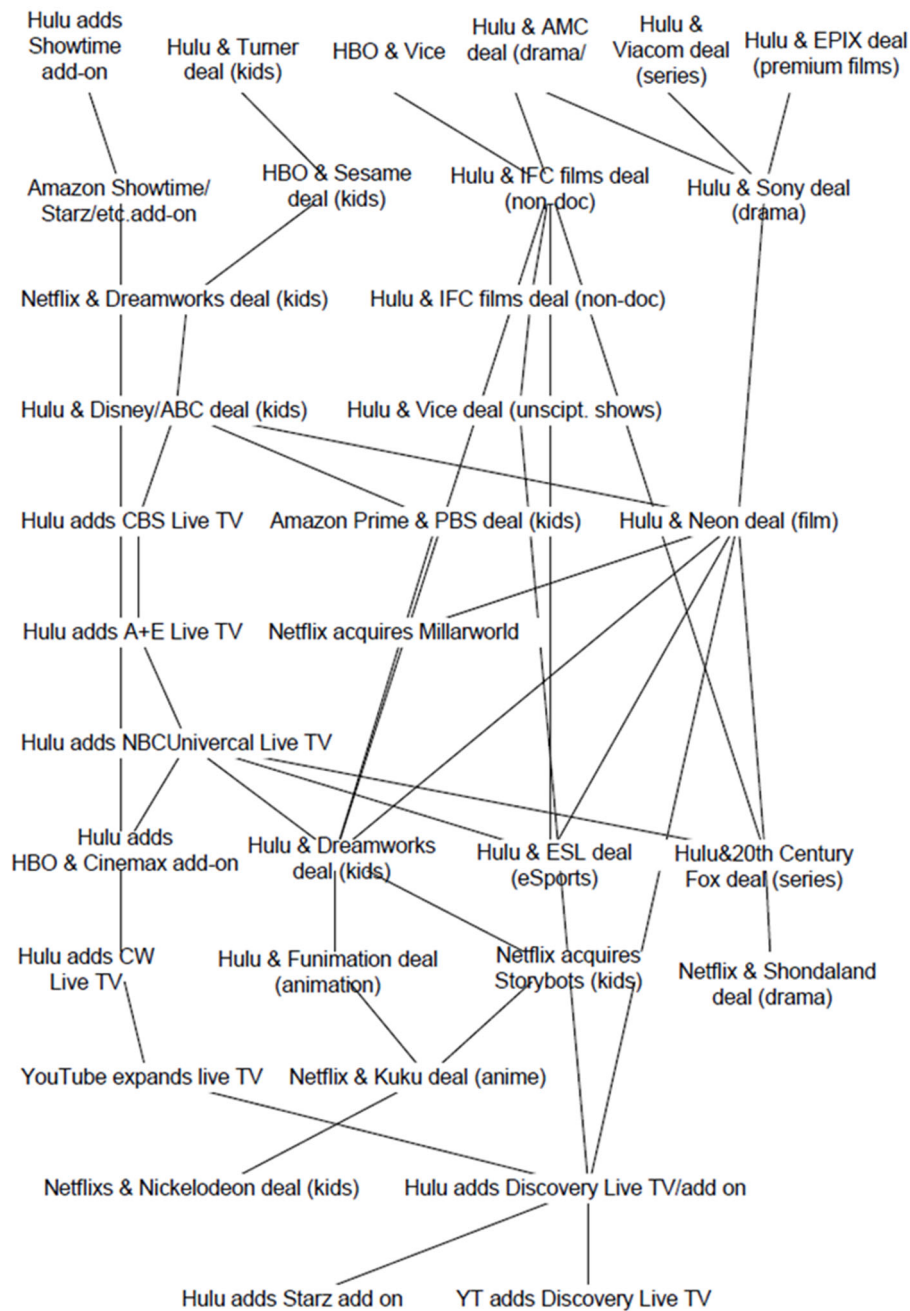 Hulu adds
Showtime
add-on
Hulu & Turner
deal (kids)
HBO & Vice
Hulu & AMC
deal (drama/
Hulu &
Viacom deal
(series)
Hulu & EPIX deal
(premium films)
Amazon Showtime/
Starz/etc.add-on
HBO & Sesame
deal (kids)
Hulu & IFC films deal
(non-doc)
Hulu & Sony deal
(drama)
Netflix & Dreamworks deal (kids)
Hulu & IFC films deal (non-doc)
Hulu & Disney/ABC deal (kids)
Hulu & Vice deal (unscipt. shows)
Hulu adds CBS Live TV
Amazon Prime & PBS deal (kids)
Hulu & Neon deal (film)
Hulu adds A+E Live TV
Netflix acquires Millarworld
Hulu adds NBCUnivercal Live TV
Hulu adds
HBO & Cinemax add-on
Hulu & Dreamworks
deal (kids)
Hulu & ESL deal
(eSports)
Hulu&20th Century
Fox deal (series)
Hulu adds CW
Live TV
Hulu & Funimation deal
(animation)
Netflix acquires
Storybots (kids)
Netflix & Shondaland
deal (drama)
YouTube expands live TV
Netflix & Kuku deal (anime)
Netflixs & Nickelodeon deal (kids)
Hulu adds Discovery Live TV/add on
Hulu adds Starz add on
YT adds Discovery Live TV